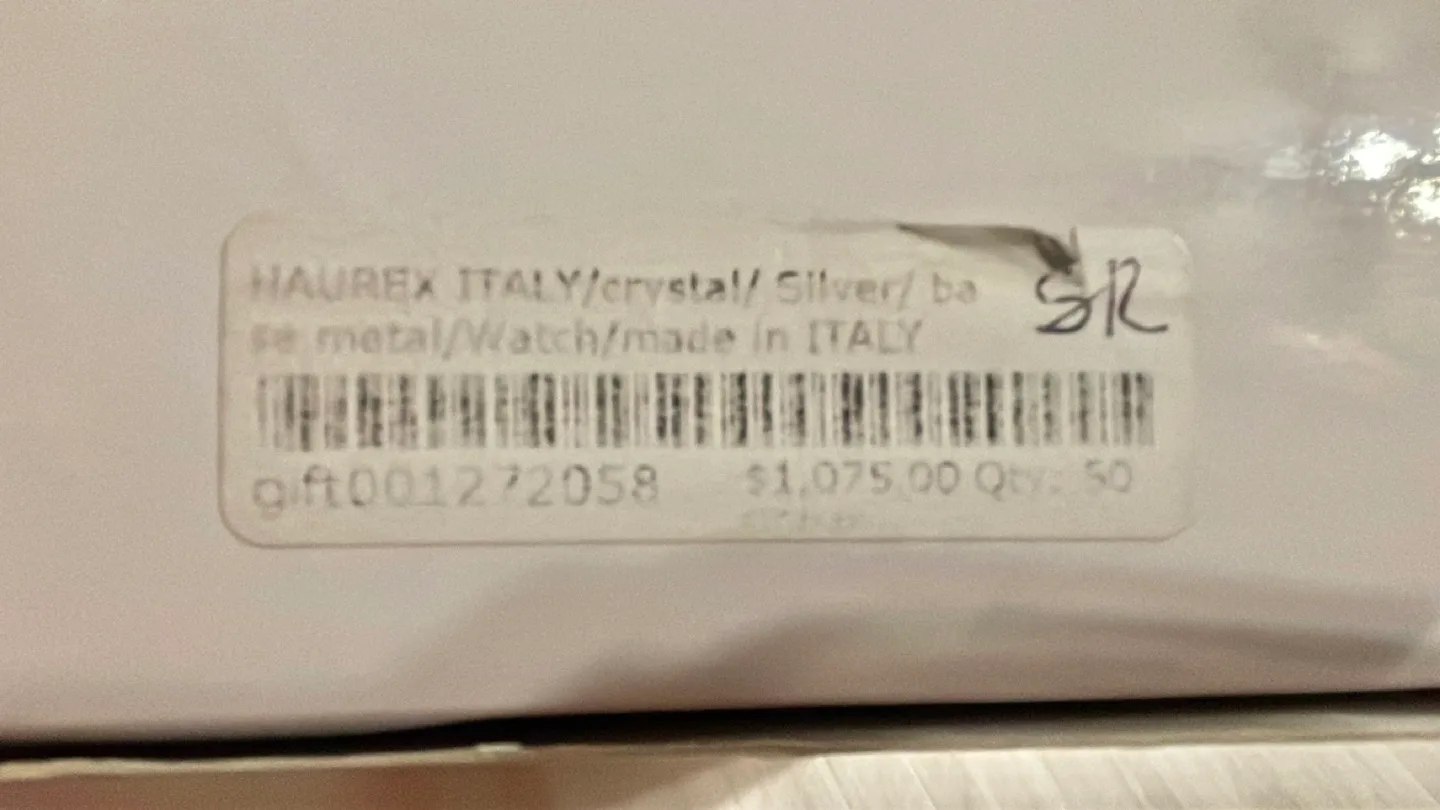 HAUREX ITALY/crystal/ Silver/ ba
se metal/Watch/made in ITALY
SR
gift001272058 $1,075.00 Qty: 50